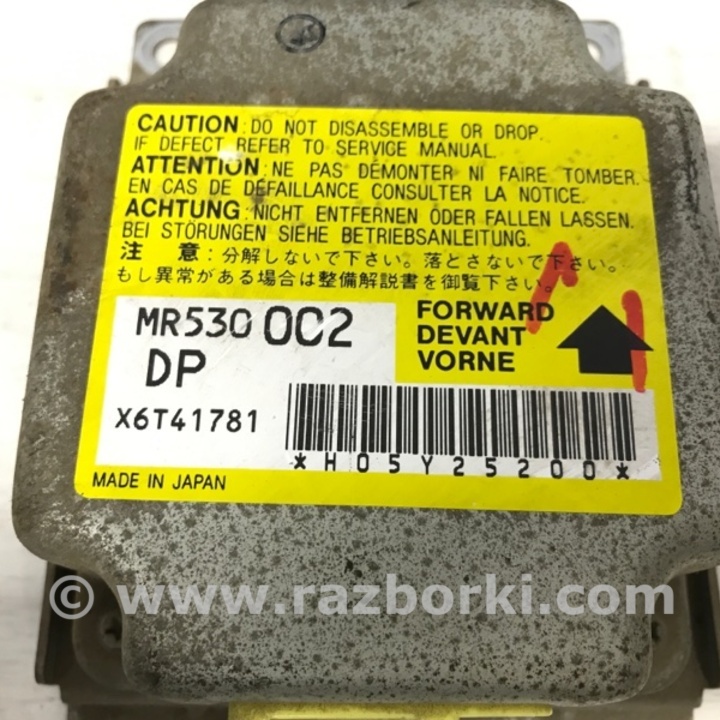 CAUTION : DO NOT DISASSEMBLE OR DROP.
IF DEFECT REFER TO SERVICE MANUAL.
ATTENTION : NE PAS DÉMONTER NI FAIRE TOMBER.
EN CAS DE DÉFAILLANCE CONSULTER LA NOTICE.
ACHTUNG : NICHT ENTFERNEN ODER FALLEN LASSEN.
BEI STÖRUNGEN SIEHE BETRIEBSANLEITUNG.
注 意 : 分解しないで下さい。落とさないで下さい。
もし異常がある場合は整備解説書を御覧下さい。
MR530 002
DP
X6T41781
FORWARD
DEVANT
VORNE
*H05Y25200*
MADE IN JAPAN
© www.razborki.com